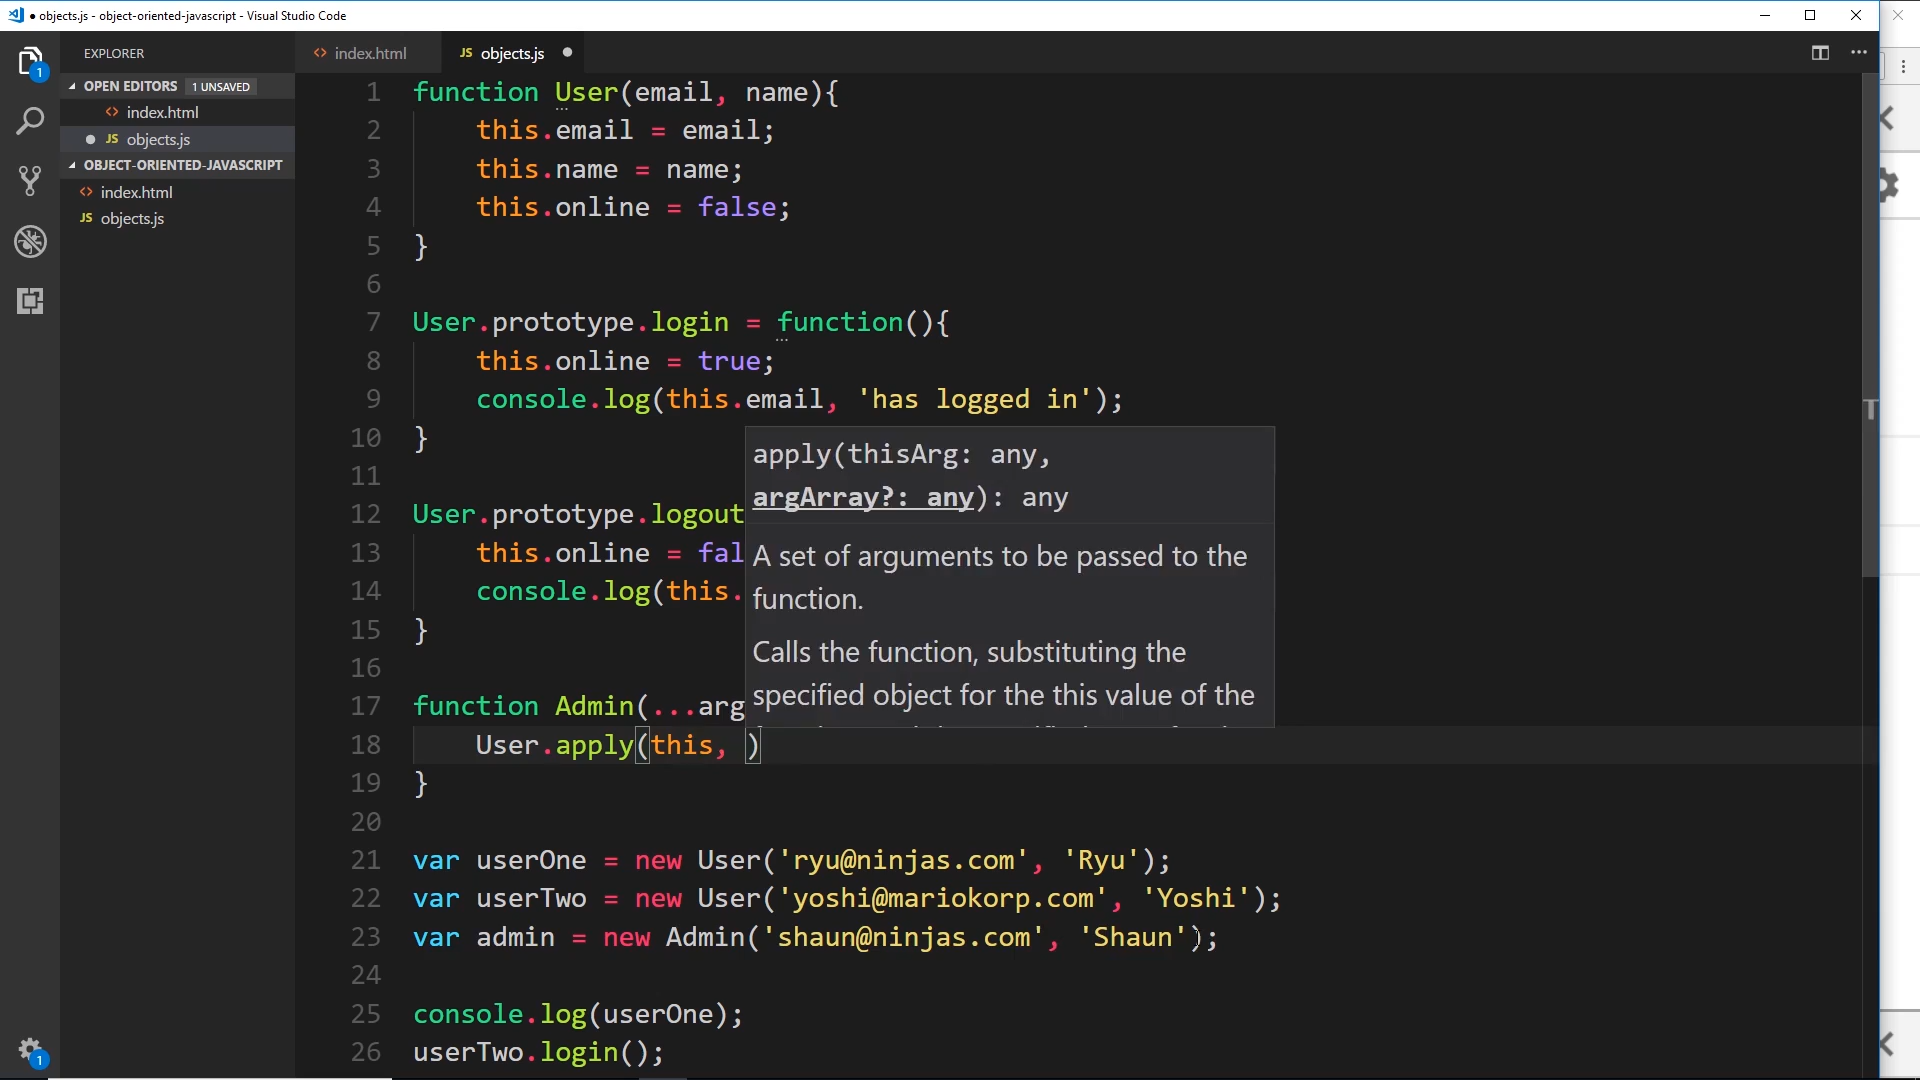 objects.js - object-oriented-javascript - Visual Studio Code
EXPLORER
OPEN EDITORS 1 UNSAVED
index.html
JS objects.js
OBJECT-ORIENTED-JAVASCRIPT
index.html
JS objects.js
1
1
index.html
JS objects.js
1 function User(email, name){
2 this.email = email;
3 this.name = name;
4 this.online = false;
5 }
6
7 User.prototype.login = function(){
8 this.online = true;
9 console.log(this.email, 'has logged in');
10 }
11
12 User.prototype.logout
13 this.online = fal
14 console.log(this.
15 }
16
17 function Admin(...arg
18 User.apply(this, )
19 }
20
21 var userOne = new User('ryu@ninjas.com', 'Ryu');
22 var userTwo = new User('yoshi@mariokorp.com', 'Yoshi');
23 var admin = new Admin('shaun@ninjas.com', 'Shaun');
24
25 console.log(userOne);
26 userTwo.login();
apply(thisArg: any,
argArray?: any): any
A set of arguments to be passed to the
function.
Calls the function, substituting the
specified object for the this value of the